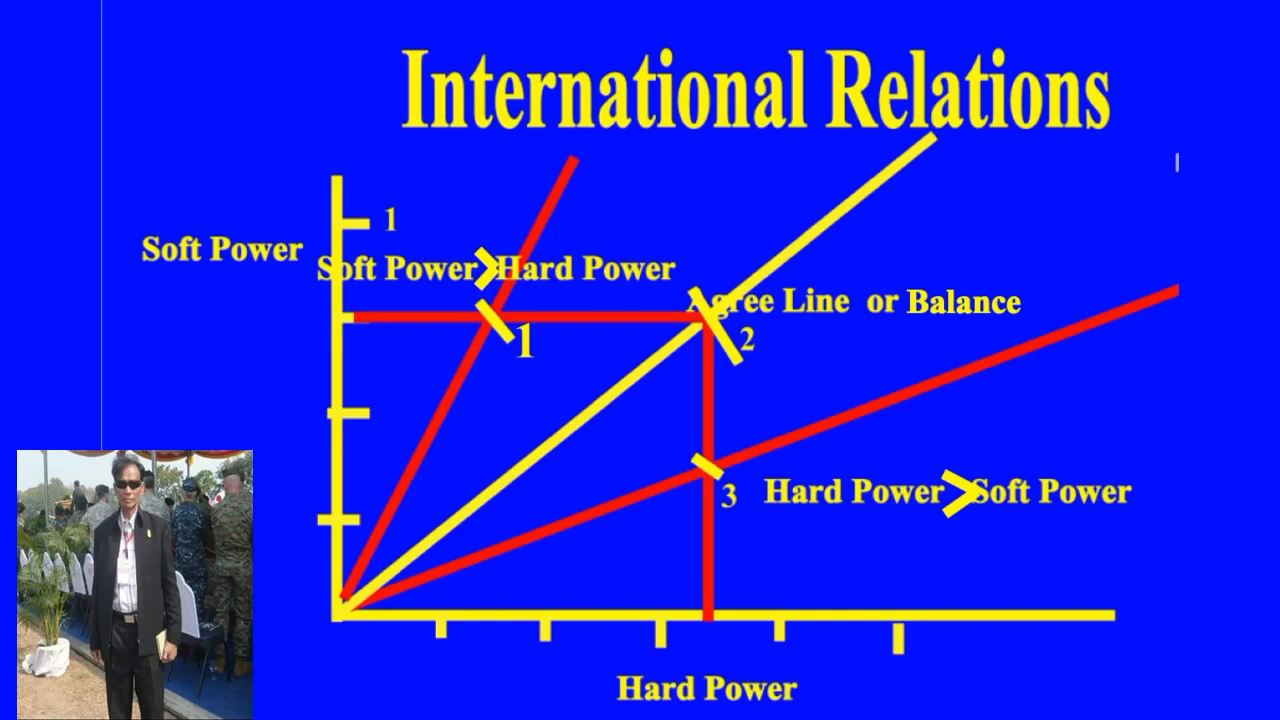 International Relations
1
Soft Power
Soft Power > Hard Power
Agree Line or Balance
1
2
3
Hard Power > Soft Power
Hard Power